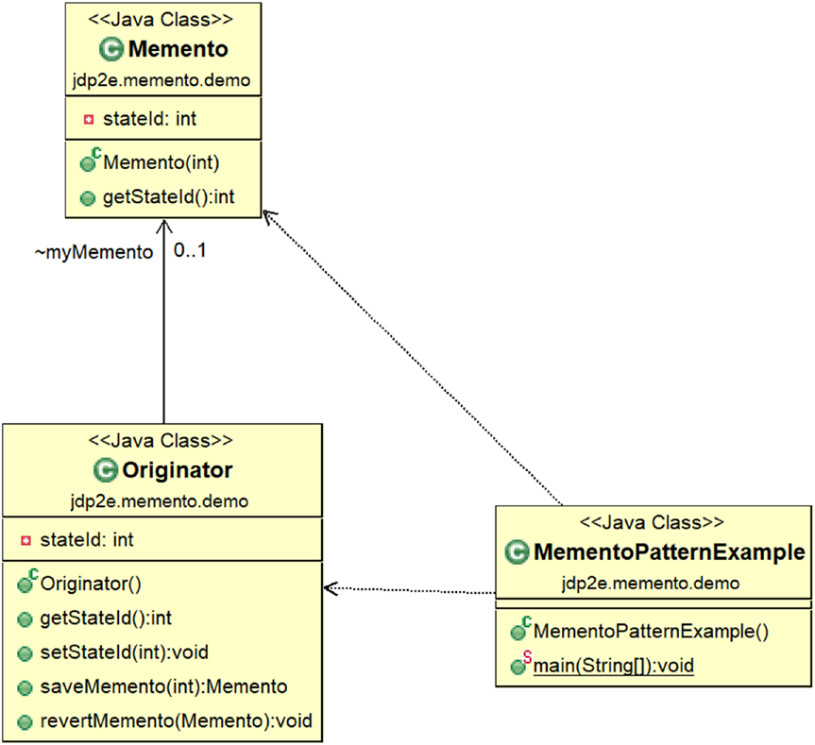 <<Java Class>>
C Memento
jdp2e.memento.demo
stateId: int
C Memento(int)
getStateId():int
~myMemento 0..1
<<Java Class>>
C Originator
jdp2e.memento.demo
stateId: int
C Originator()
getStateId():int
setStateId(int):void
saveMemento(int):Memento
revertMemento(Memento):void
<<Java Class>>
C MementoPatternExample
jdp2e.memento.demo
C MementoPatternExample()
S main(String[]):void